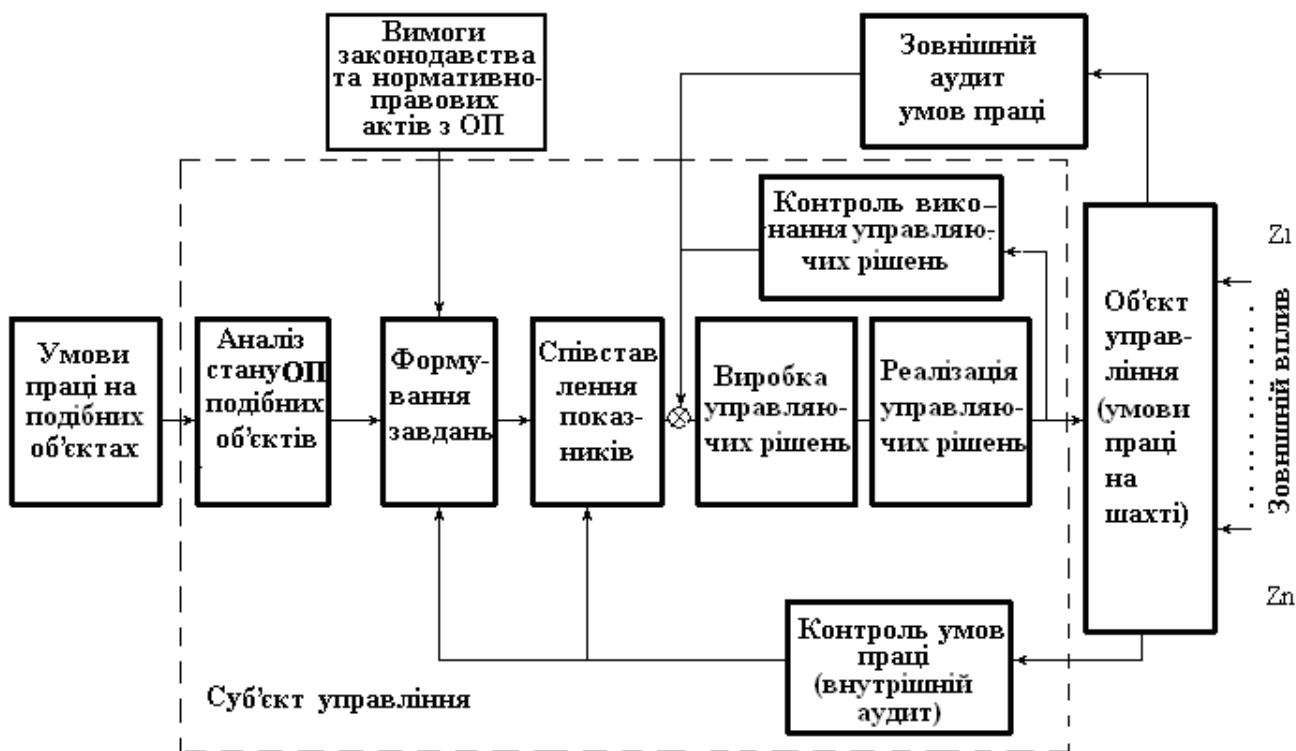 Вимоги
законодавства
та нормативно-
правових
актів з ОП
Зовнішній
аудит
умов праці
Контроль вико–
нання управляю-
чих рішень
Умови
праці на
подібних
об'єктах
Аналіз
стану ОП
подібних
об'єктів
Форму-
вання
завдань
Співстав
лення
показ-
ників
Виробка
управляю-
чих рішень
Реалізація
управляю-
чих рішень
Об'єкт
управ-
ління
(умови
праці
на
шахті)
Z1
Зовнішній вплив
Zn
Контроль умов
праці
(внутрішній
аудит)
Суб'єкт управління